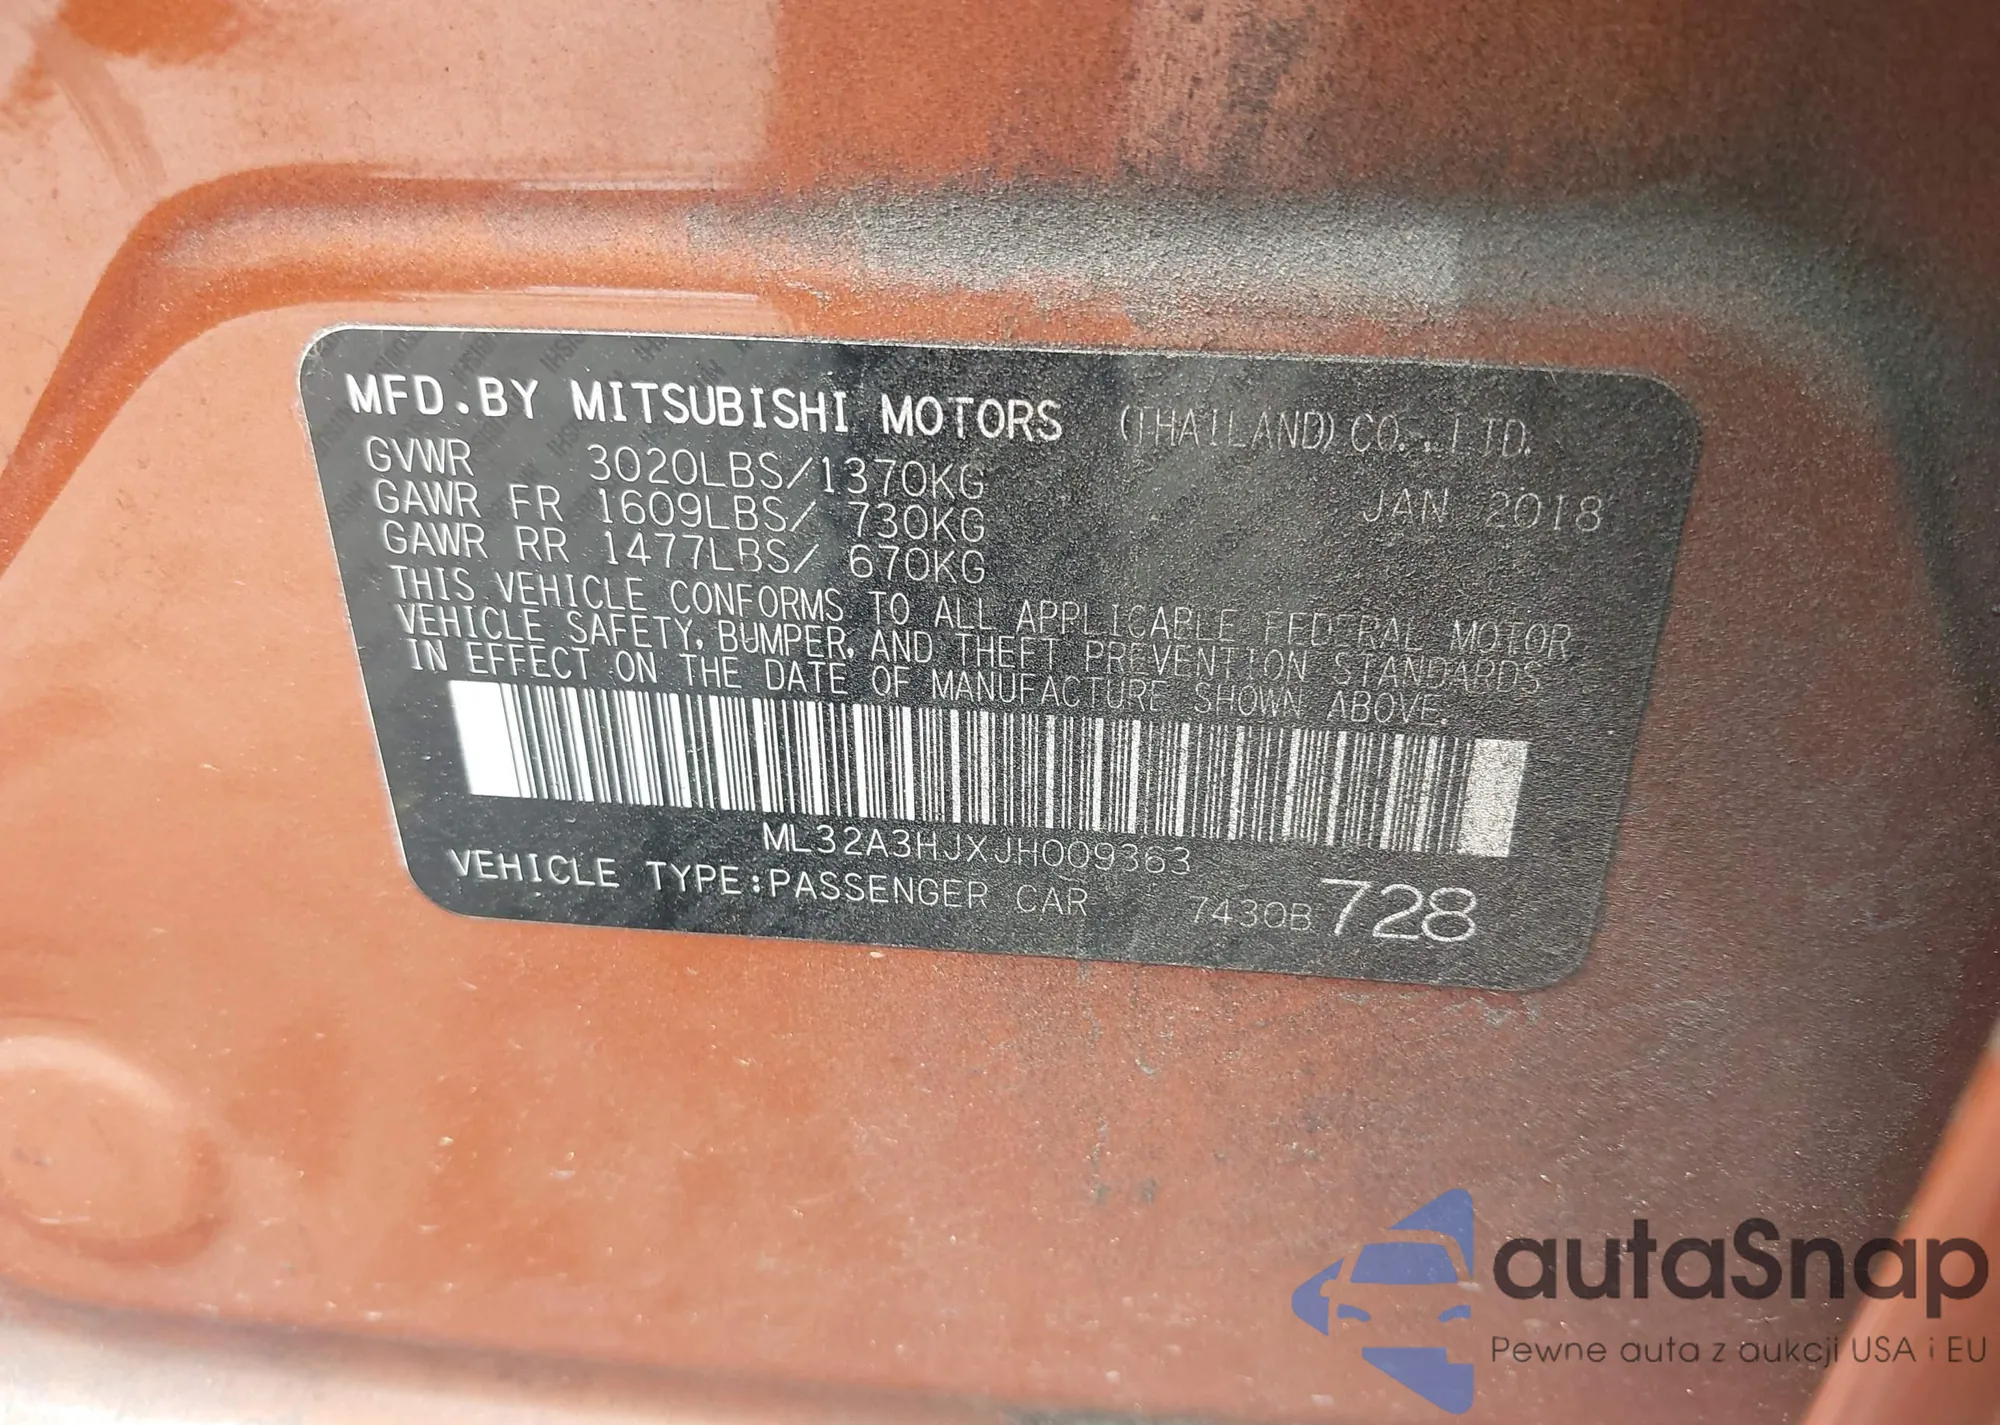 MFD.BY MITSUBISHI MOTORS (THAILAND) CO.,LTD.
GVWR 3020LBS/1370KG JAN 2018
GAWR FR 1609LBS/ 730KG
GAWR RR 1477LBS/ 670KG
THIS VEHICLE CONFORMS TO ALL APPLICABLE FEDERAL MOTOR
VEHICLE SAFETY, BUMPER, AND THEFT PREVENTION STANDARDS
IN EFFECT ON THE DATE OF MANUFACTURE SHOWN ABOVE.
ML32A3HJXJH009363
VEHICLE TYPE:PASSENGER CAR 7430B 728
autaSnap
Pewne auta z aukcji USA i EU